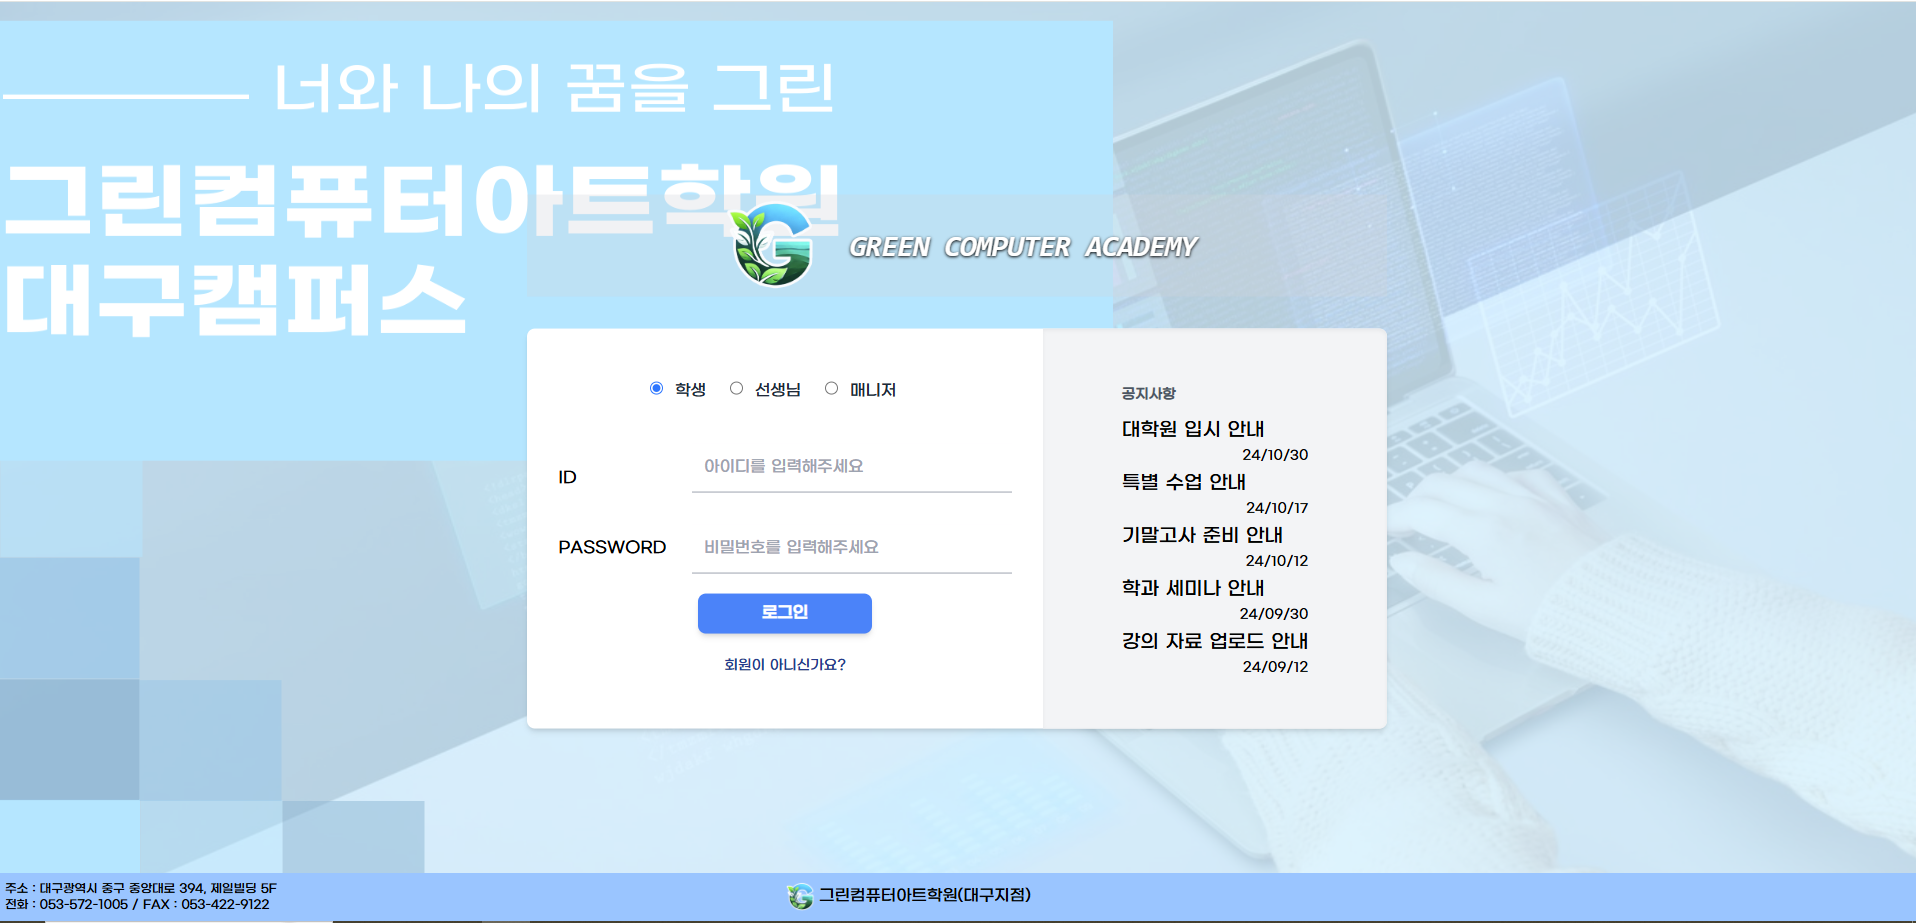 너와 나의 꿈을 그린
그린컴퓨터아트학원
대구캠퍼스
GREEN COMPUTER ACADEMY
학생 선생님 매니저
ID 아이디를 입력해주세요
PASSWORD 비밀번호를 입력해주세요
로그인
회원이 아니신가요?
공지사항
대학원 입시 안내
24/10/30
특별 수업 안내
24/10/17
기말고사 준비 안내
24/10/12
학과 세미나 안내
24/09/30
강의 자료 업로드 안내
24/09/12
주소 : 대구광역시 중구 중앙대로 394, 제일빌딩 5F
전화 : 053-572-1005 / FAX : 053-422-9122
그린컴퓨터아트학원(대구지점)